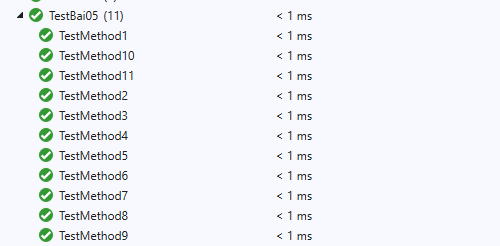 TestBai05 (11) < 1 ms
TestMethod1 < 1 ms
TestMethod10 < 1 ms
TestMethod11 < 1 ms
TestMethod2 < 1 ms
TestMethod3 < 1 ms
TestMethod4 < 1 ms
TestMethod5 < 1 ms
TestMethod6 < 1 ms
TestMethod7 < 1 ms
TestMethod8 < 1 ms
TestMethod9 < 1 ms